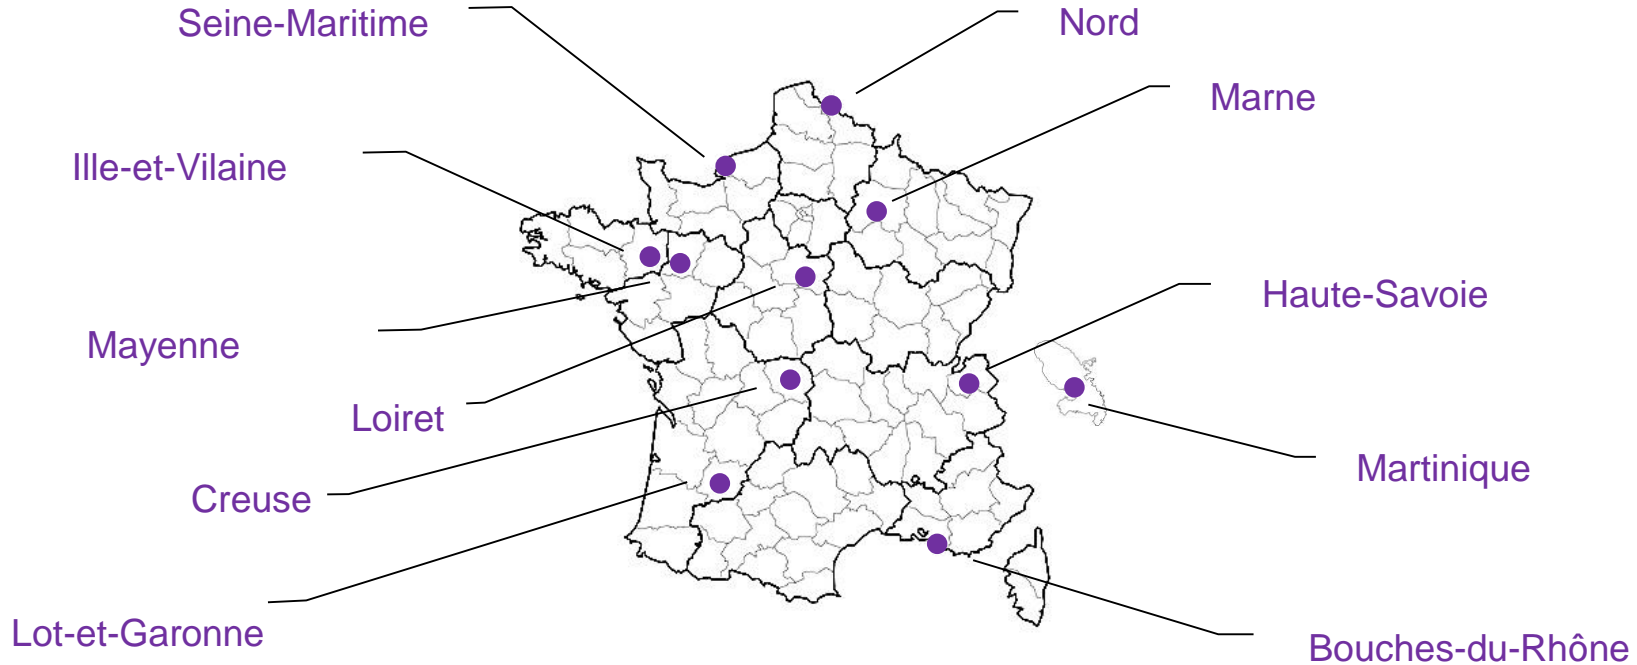 Seine-Maritime
Nord
Marne
Ille-et-Vilaine
Haute-Savoie
Mayenne
Loiret
Martinique
Creuse
Lot-et-Garonne
Bouches-du-Rhône